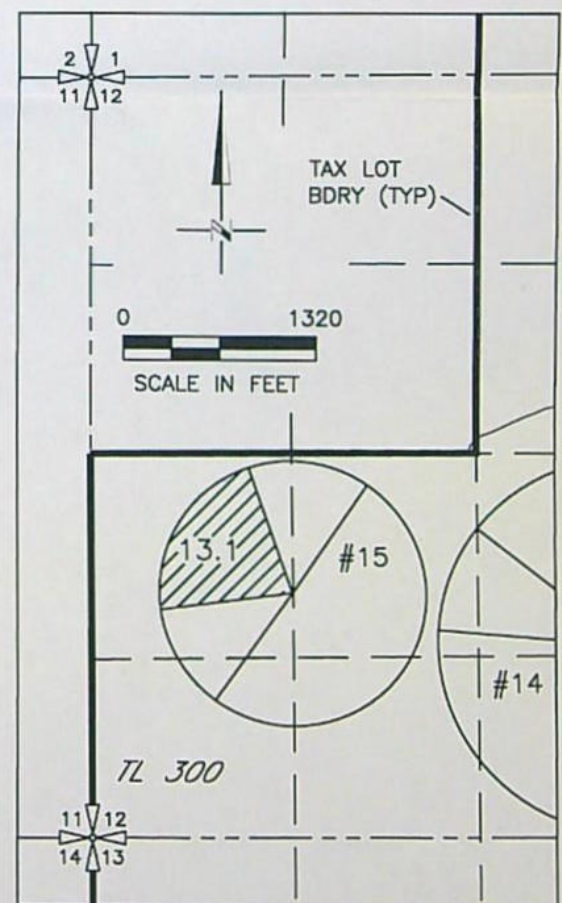 2 1
11 12
TAX LOT
BDRY (TYP)
N
0 1320
SCALE IN FEET
13.1
#15
#14
TL 300
11 12
14 13